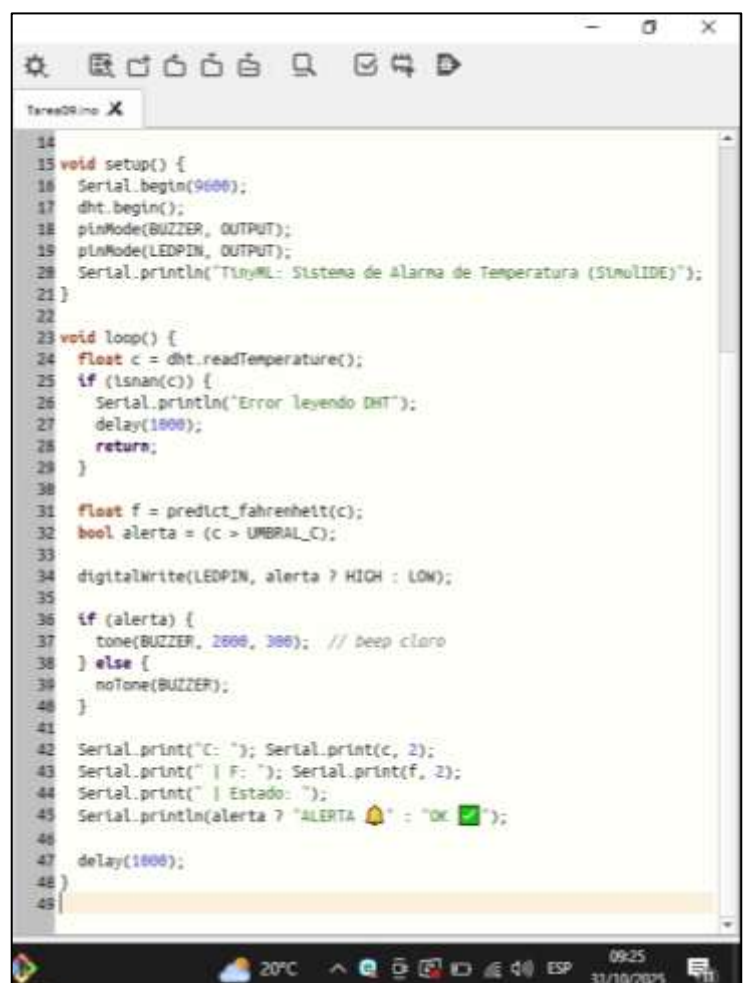 Tarea09.ino X
14
15 void setup() {
16 Serial.begin(9600);
17 dht.begin();
18 pinMode(BUZZER, OUTPUT);
19 pinMode(LEDPIN, OUTPUT);
20 Serial.println("TinyML: Sistema de Alarma de Temperatura (SimulIDE)");
21 }
22
23 void loop() {
24 float c = dht.readTemperature();
25 if (isnan(c)) {
26 Serial.println("Error leyendo DHT");
27 delay(1000);
28 return;
29 }
30
31 float f = predict_fahrenheit(c);
32 bool alerta = (c > UMBRAL_C);
33
34 digitalWrite(LEDPIN, alerta ? HIGH : LOW);
35
36 if (alerta) {
37 tone(BUZZER, 2000, 300); // beep claro
38 } else {
39 noTone(BUZZER);
40 }
41
42 Serial.print("C: "); Serial.print(c, 2);
43 Serial.print(" | F: "); Serial.print(f, 2);
44 Serial.print(" | Estado: ");
45 Serial.println(alerta ? "ALERTA 🔔" : "OK ✅");
46
47 delay(1000);
48 }
49
20°C ESP 09:25
31/10/2025